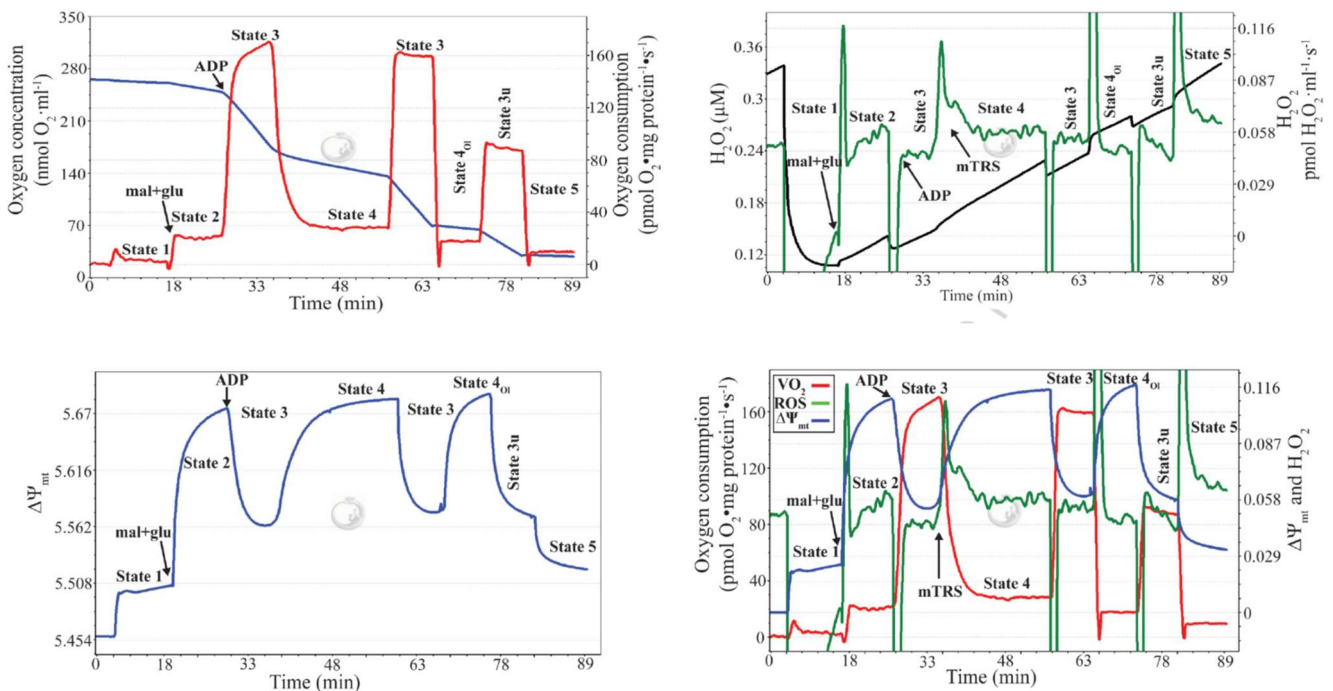 Oxygen concentration
(nmol O₂·ml⁻¹)
350
280
210
140
70
0
State 1
mal+glu
State 2
ADP
State 3
State 4
State 3
State 4OI
State 3u
State 5
160
120
80
40
0
Oxygen consumption
(pmol O₂•mg protein⁻¹•s⁻¹)
0 18 33 48 63 78 89
Time (min)
H₂O₂ (μM)
0.36
0.3
0.24
0.18
0.12
State 1
mal+glu
State 2
State 3
ADP
mTRS
State 4
State 3
State 4OI
State 3u
State 5
0.116
0.087
0.058
0.029
0
H₂O₂
pmol H₂O₂·ml⁻¹·s⁻¹
0 18 33 48 63 78 89
Time (min)
ΔΨmt
5.67
5.616
5.562
5.508
5.454
State 1
mal+glu
State 2
ADP
State 3
State 4
State 3
State 4OI
State 3u
State 5
0 18 33 48 63 78 89
Time (min)
Oxygen consumption
(pmol O₂•mg protein⁻¹•s⁻¹)
160
120
80
40
0
VO₂
ROS
ΔΨmt
State 1
mal+glu
State 2
ADP
State 3
mTRS
State 4
State 3
State 4OI
State 3u
State 5
0.116
0.087
0.058
0.029
0
ΔΨmt and H₂O₂
0 18 33 48 63 78 89
Time (min)